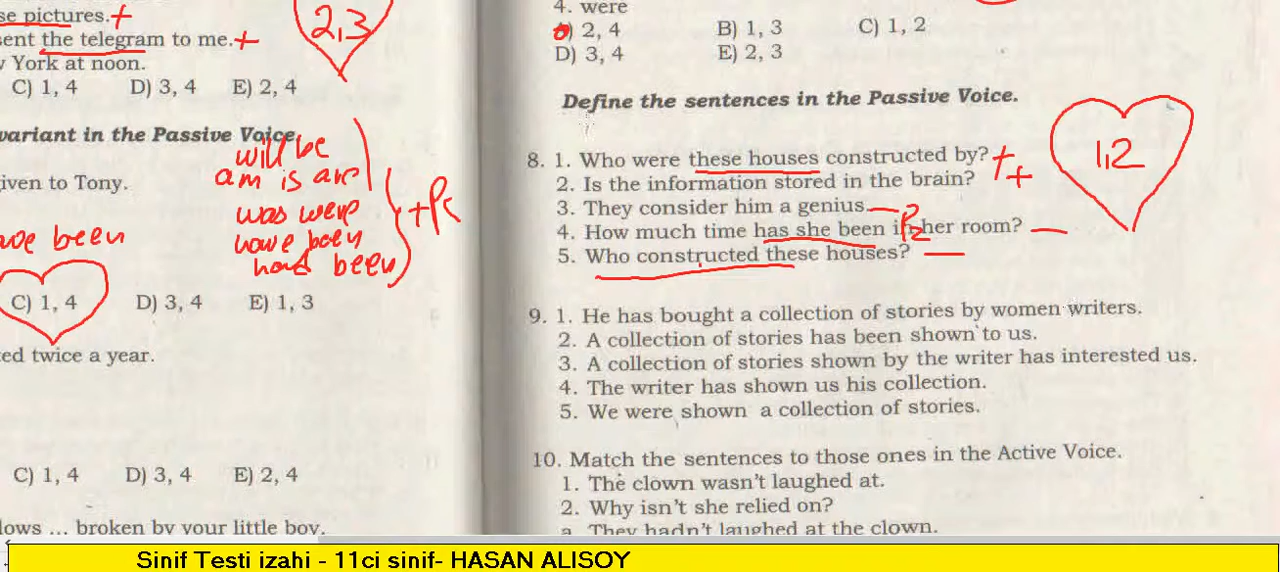 se pictures.+
sent the telegram to me.+
York at noon.
C) 1, 4 D) 3, 4 E) 2, 4
2,3
variant in the Passive Voice.
will be
am is are
iven to Tony.
was were
have been
had been
+P
been
C) 1, 4 D) 3, 4 E) 1, 3
ted twice a year.
C) 1, 4 D) 3, 4 E) 2, 4
lows ... broken by your little boy.
4. were
) 2, 4 B) 1, 3 C) 1, 2
D) 3, 4 E) 2, 3
Define the sentences in the Passive Voice.
8. 1. Who were these houses constructed by? +
2. Is the information stored in the brain? +
3. They consider him a genius. –
4. How much time has she been in her room? –
P2
5. Who constructed these houses? –
1,2
9. 1. He has bought a collection of stories by women writers.
2. A collection of stories has been shown to us.
3. A collection of stories shown by the writer has interested us.
4. The writer has shown us his collection.
5. We were shown a collection of stories.
10. Match the sentences to those ones in the Active Voice.
1. The clown wasn't laughed at.
2. Why isn't she relied on?
a. They hadn't laughed at the clown.
Sinif Testi izahi - 11ci sinif- HASAN ALISOY